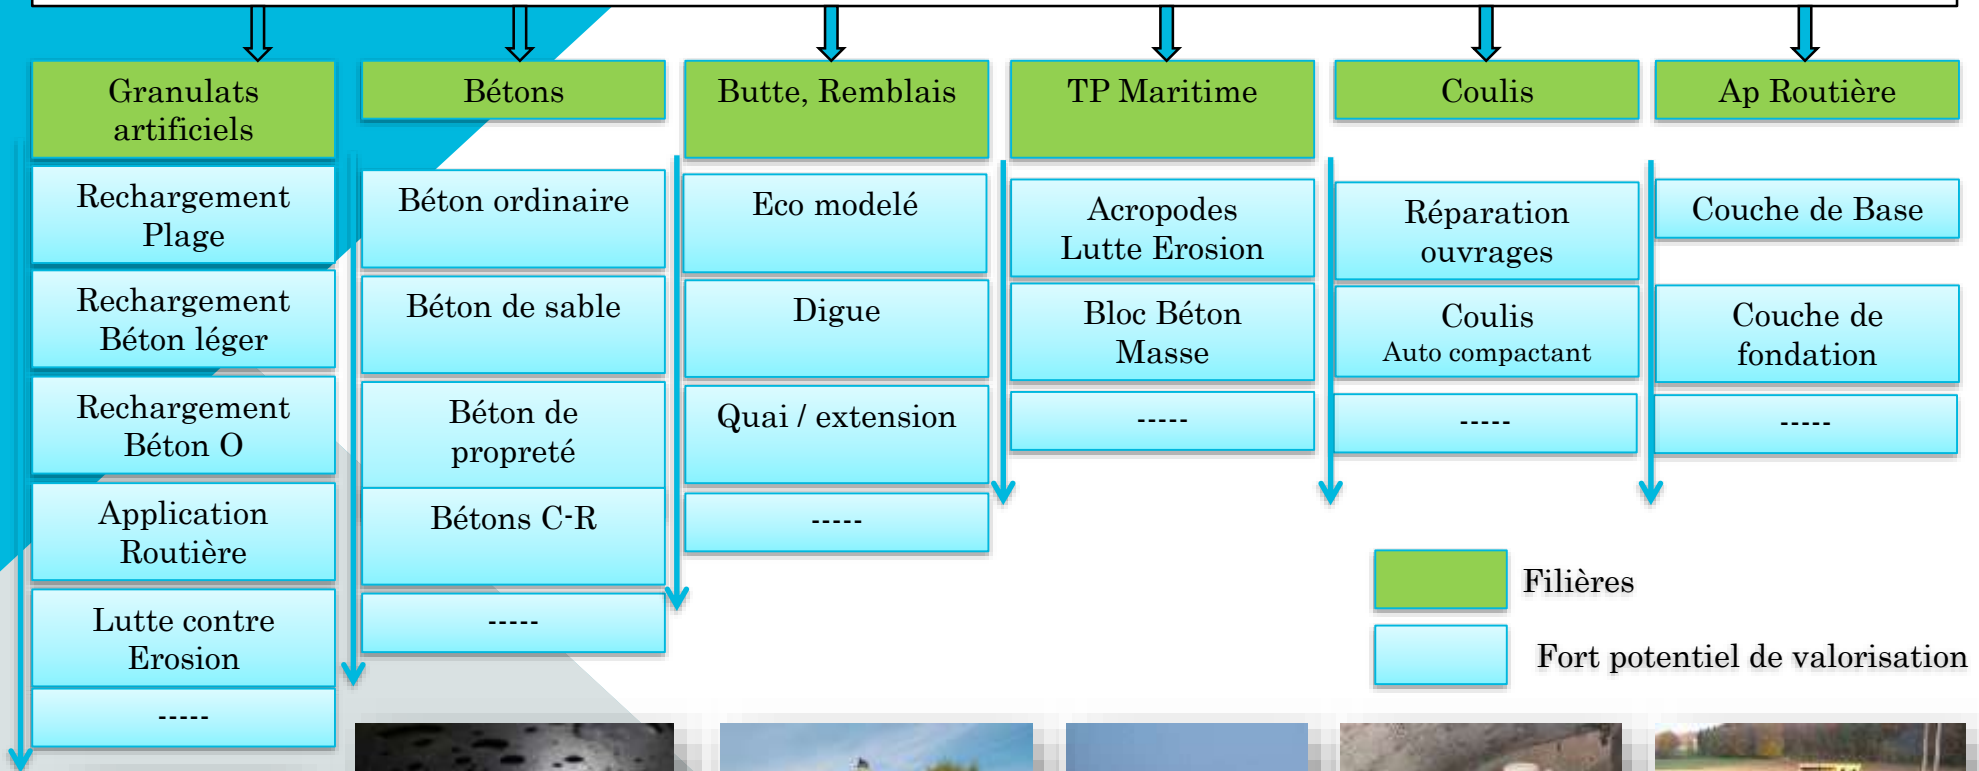 Granulats
artificiels
Rechargement
Plage
Rechargement
Béton léger
Rechargement
Béton O
Application
Routière
Lutte contre
Erosion
-----
Bétons
Béton ordinaire
Béton de sable
Béton de
propreté
Bétons C-R
-----
Butte, Remblais
Eco modelé
Digue
Quai / extension
-----
TP Maritime
Acropodes
Lutte Erosion
Bloc Béton
Masse
-----
Coulis
Réparation
ouvrages
Coulis
Auto compactant
-----
Ap Routière
Couche de Base
Couche de
fondation
-----
Filières
Fort potentiel de valorisation